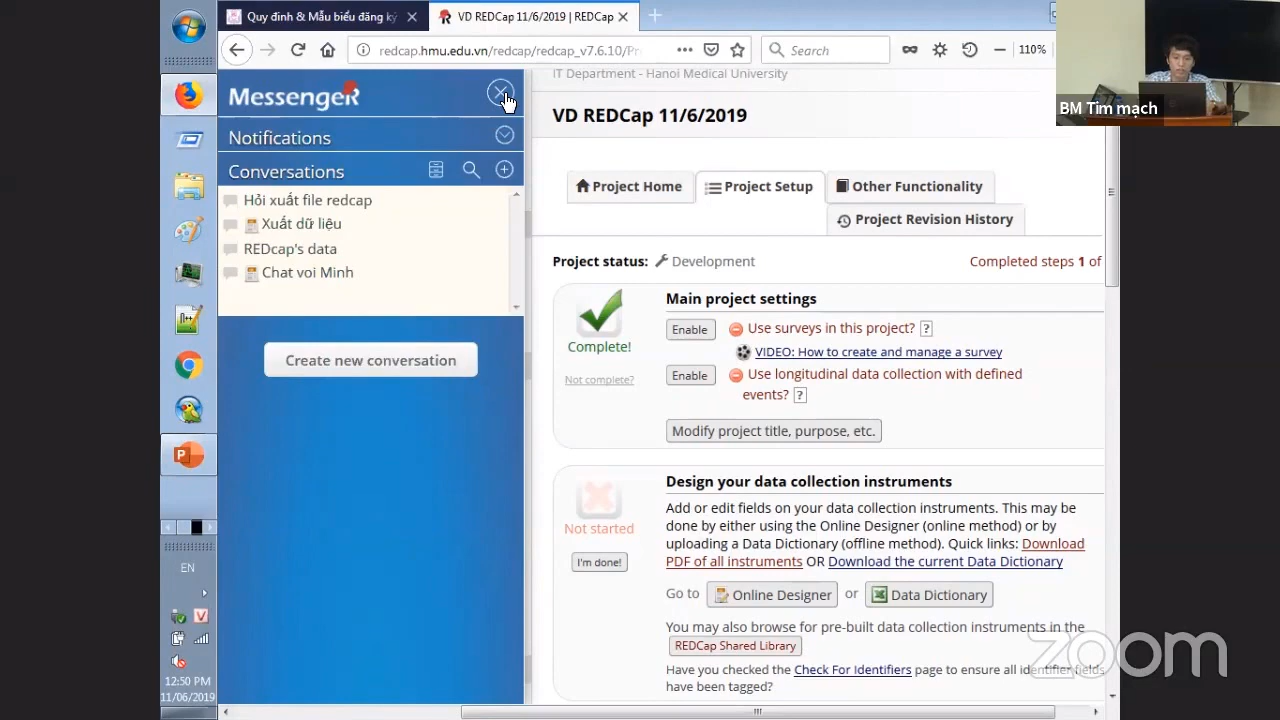 Quy định & Mẫu biểu đăng ký
VD REDCap 11/6/2019 | REDCap
redcap.hmu.edu.vn/redcap/redcap_v7.6.10/Pr
Search
110%
BM Tim mạch
MessengeR
Notifications
Conversations
Hỏi xuất file redcap
Xuất dữ liệu
REDcap's data
Chat voi Minh
Create new conversation
IT Department - Hanoi Medical University
VD REDCap 11/6/2019
Project Home
Project Setup
Other Functionality
Project Revision History
Project status: Development
Completed steps 1 of
Complete!
Not complete?
Main project settings
Enable
Use surveys in this project? ?
VIDEO: How to create and manage a survey
Enable
Use longitudinal data collection with defined
events? ?
Modify project title, purpose, etc.
Not started
I'm done!
Design your data collection instruments
Add or edit fields on your data collection instruments. This may be
done by either using the Online Designer (online method) or by
uploading a Data Dictionary (offline method). Quick links: Download
PDF of all instruments OR Download the current Data Dictionary
Go to Online Designer or Data Dictionary
You may also browse for pre-built data collection instruments in the
REDCap Shared Library
Have you checked the Check For Identifiers page to ensure all identifier fields
have been tagged?
EN
12:50 PM
11/06/2019
zoom